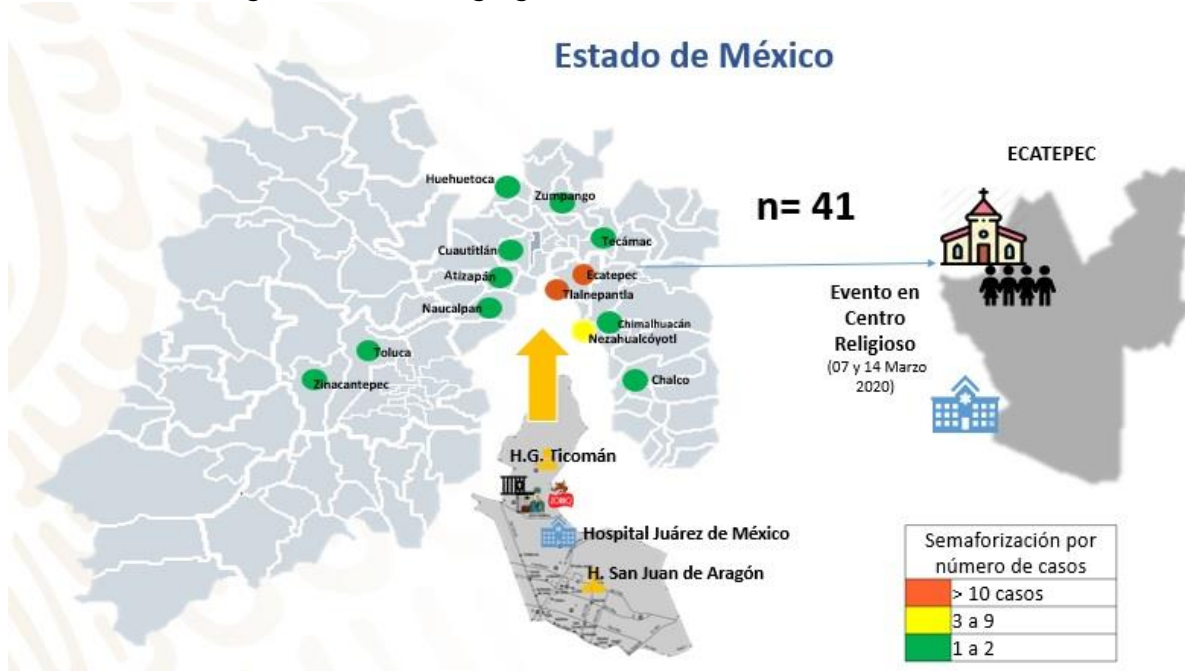 Estado de México
ECATEPEC
Huehuetoca
Zumpango
n= 41
Cuautitlán
Tecámac
Atizapán
Ecatepec
Tlalnepantla
Naucalpan
Chimalhuacán
Nezahualcóyotl
Evento en
Centro
Religioso
(07 y 14 Marzo
2020)
Toluca
Zinacantepec
Chalco
H.G. Ticomán
Hospital Juárez de México
H. San Juan de Aragón
Semaforización por
número de casos
> 10 casos
3 a 9
1 a 2